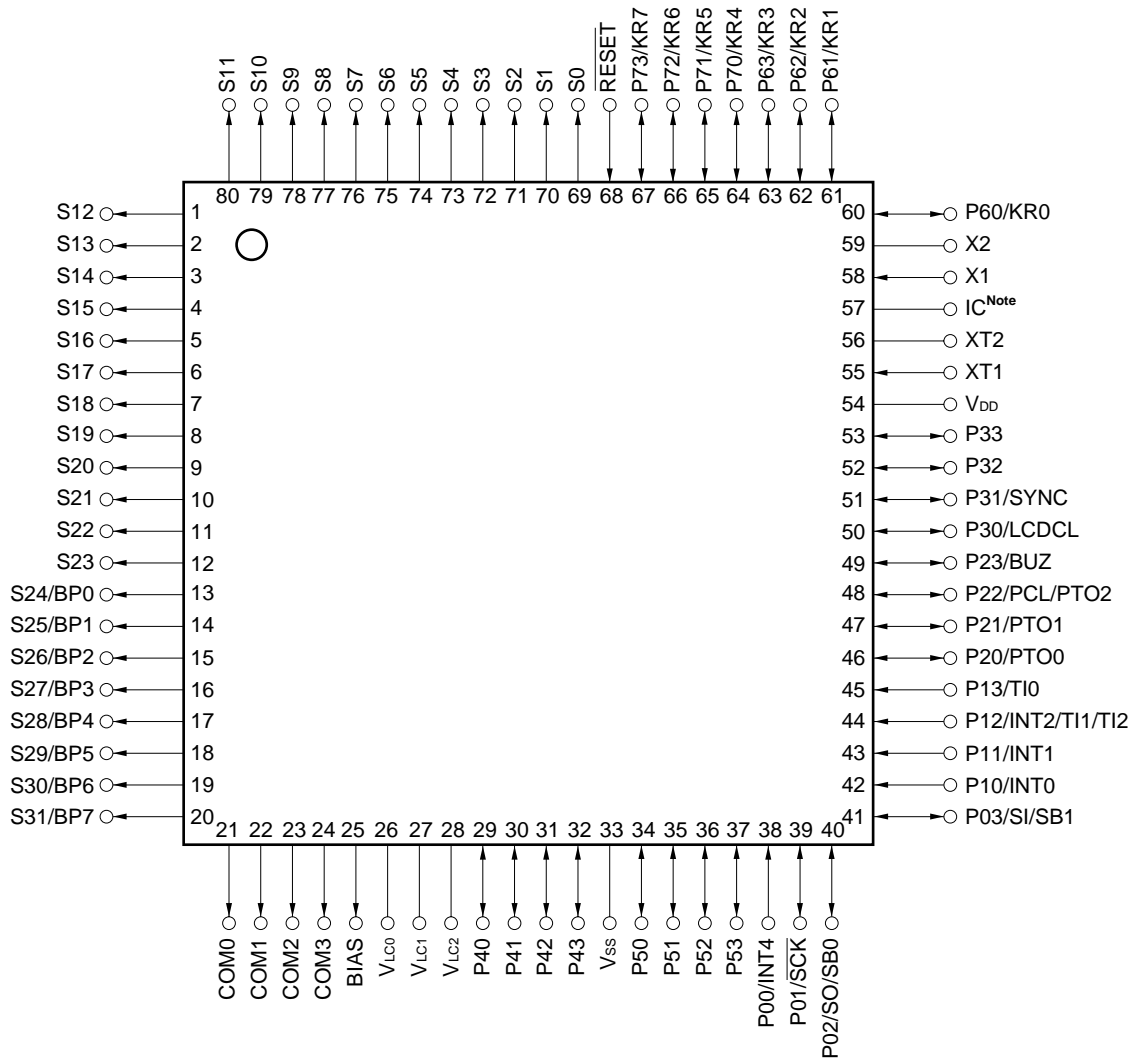 S11
S10
S9
S8
S7
S6
S5
S4
S3
S2
S1
S0
RESET
P73/KR7
P72/KR6
P71/KR5
P70/KR4
P63/KR3
P62/KR2
P61/KR1
80 79 78 77 76 75 74 73 72 71 70 69 68 67 66 65 64 63 62 61
S12 1
S13 2
S14 3
S15 4
S16 5
S17 6
S18 7
S19 8
S20 9
S21 10
S22 11
S23 12
S24/BP0 13
S25/BP1 14
S26/BP2 15
S27/BP3 16
S28/BP4 17
S29/BP5 18
S30/BP6 19
S31/BP7 20
60 P60/KR0
59 X2
58 X1
57 ICNote
56 XT2
55 XT1
54 VDD
53 P33
52 P32
51 P31/SYNC
50 P30/LCDCL
49 P23/BUZ
48 P22/PCL/PTO2
47 P21/PTO1
46 P20/PTO0
45 P13/TI0
44 P12/INT2/TI1/TI2
43 P11/INT1
42 P10/INT0
41 P03/SI/SB1
21 22 23 24 25 26 27 28 29 30 31 32 33 34 35 36 37 38 39 40
COM0
COM1
COM2
COM3
BIAS
VLC0
VLC1
VLC2
P40
P41
P42
P43
VSS
P50
P51
P52
P53
P00/INT4
P01/SCK
P02/SO/SB0